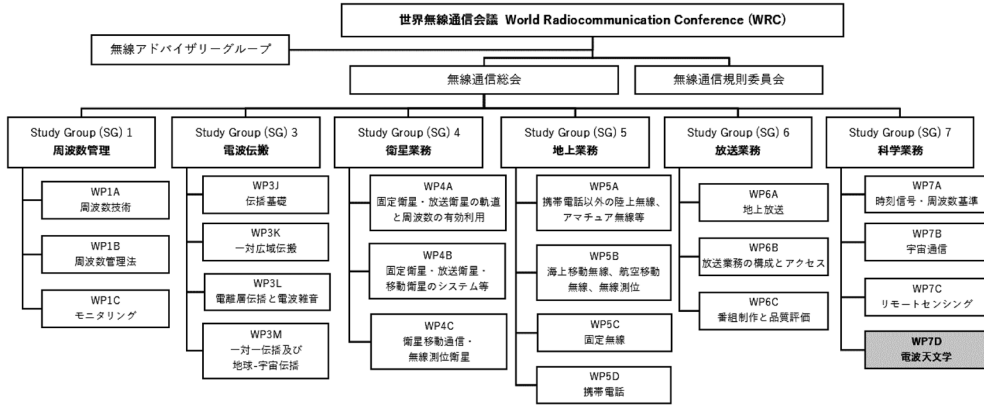 世界無線通信会議 World Radiocommunication Conference (WRC)
無線アドバイザリーグループ
無線通信総会
無線通信規則委員会
Study Group (SG) 1
周波数管理
WP1A
周波数技術
WP1B
周波数管理法
WP1C
モニタリング
Study Group (SG) 3
電波伝搬
WP3J
伝搬基礎
WP3K
一対広域伝搬
WP3L
電離層伝搬と電波雑音
WP3M
一対一伝搬及び
地球-宇宙伝搬
Study Group (SG) 4
衛星業務
WP4A
固定衛星・放送衛星の軌道
と周波数の有効利用
WP4B
固定衛星・放送衛星・
移動衛星のシステム等
WP4C
衛星移動通信・
無線測位衛星
Study Group (SG) 5
地上業務
WP5A
携帯電話以外の陸上無線、
アマチュア無線等
WP5B
海上移動無線、航空移動
無線、無線測位
WP5C
固定無線
WP5D
携帯電話
Study Group (SG) 6
放送業務
WP6A
地上放送
WP6B
放送業務の構成とアクセス
WP6C
番組制作と品質評価
Study Group (SG) 7
科学業務
WP7A
時刻信号・周波数基準
WP7B
宇宙通信
WP7C
リモートセンシング
WP7D
電波天文学